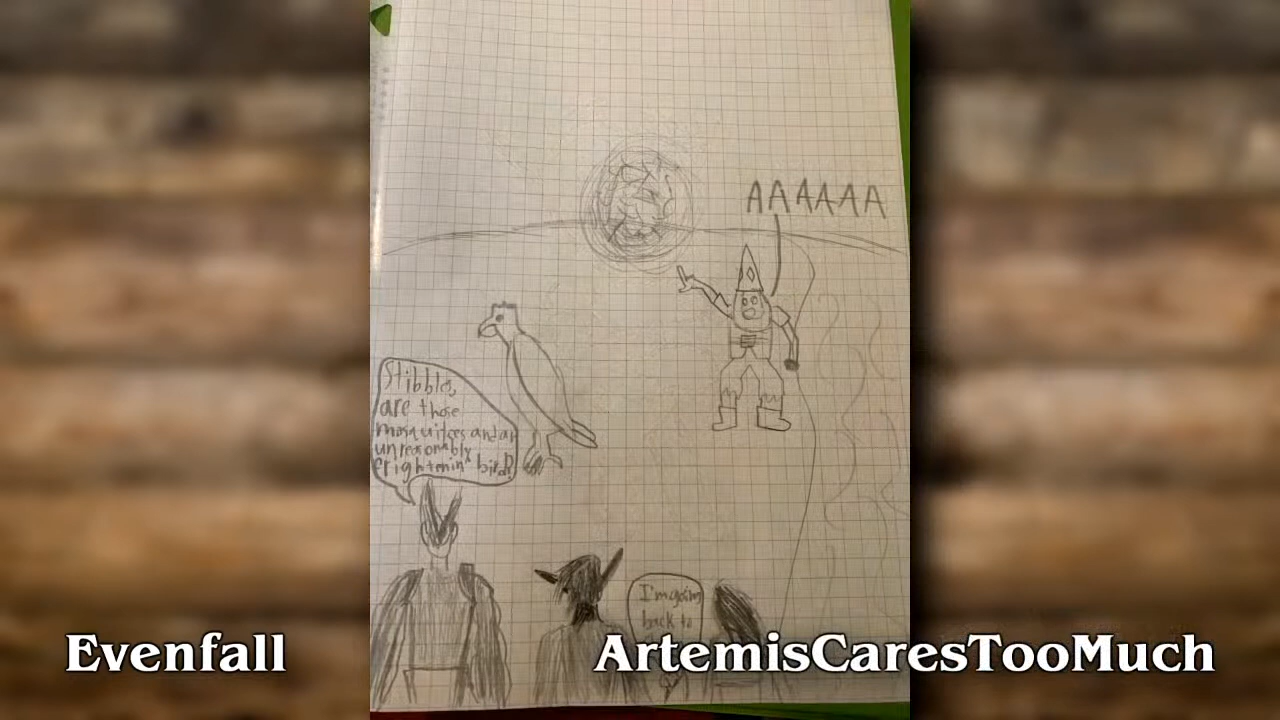 AAAAAA
Stibbles,
are those
mosquitoes and an
unreasonably
frightenin' bird?
I'm goin
back to
Evenfall
ArtemisCaresTooMuch